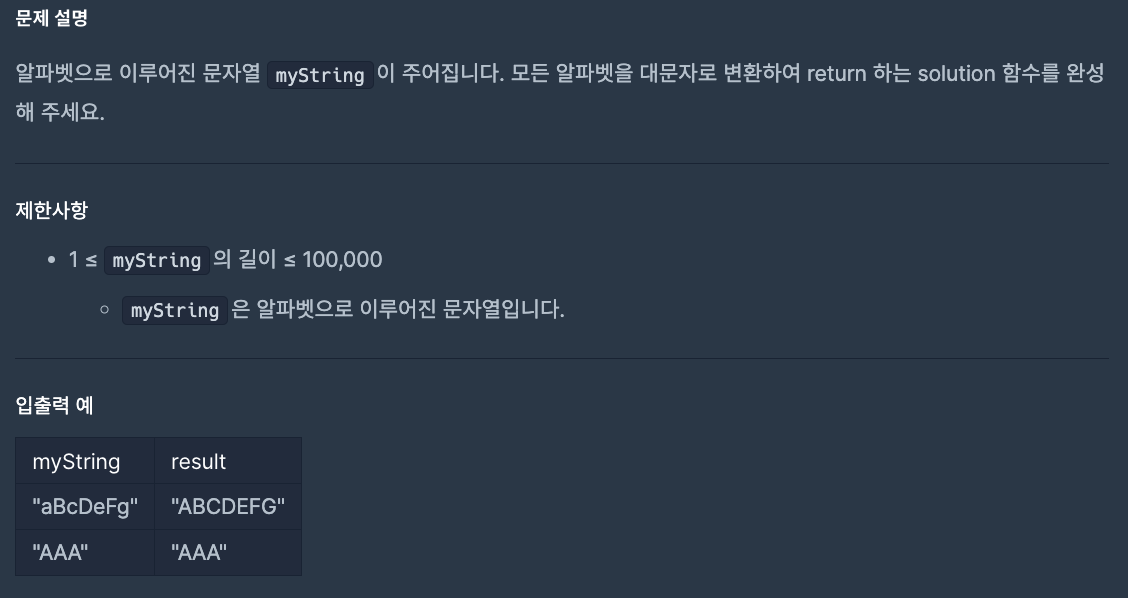 문제 설명
알파벳으로 이루어진 문자열 myString 이 주어집니다. 모든 알파벳을 대문자로 변환하여 return 하는 solution 함수를 완성
해 주세요.
제한사항
• 1 ≤ myString 의 길이 ≤ 100,000
◦ myString 은 알파벳으로 이루어진 문자열입니다.
입출력 예
myString result
"aBcDeFg" "ABCDEFG"
"AAA" "AAA"